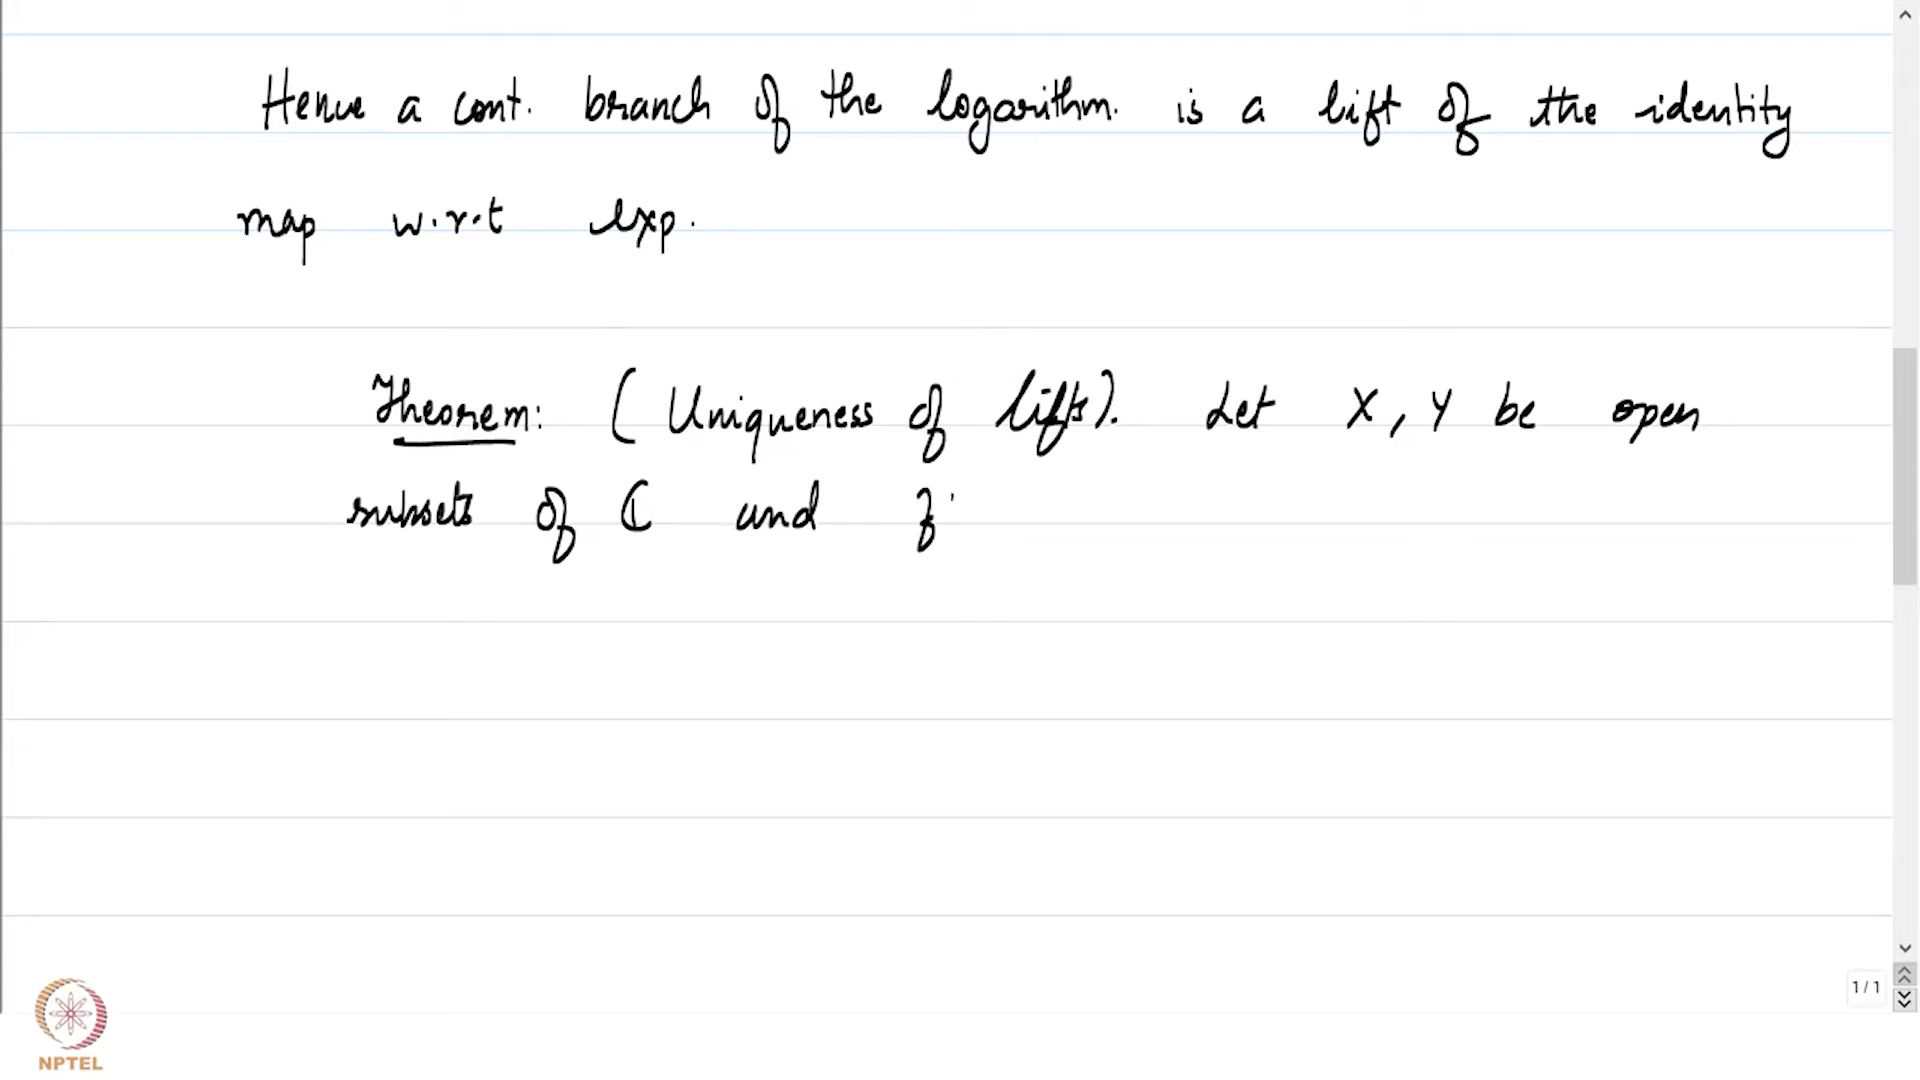 Hence a cont. branch of the logarithm. is a lift of the identity
map w.r.t exp.
Theorem: (Uniqueness of lifts). Let X, Y be open
subsets of ℂ and f
1/1
NPTEL